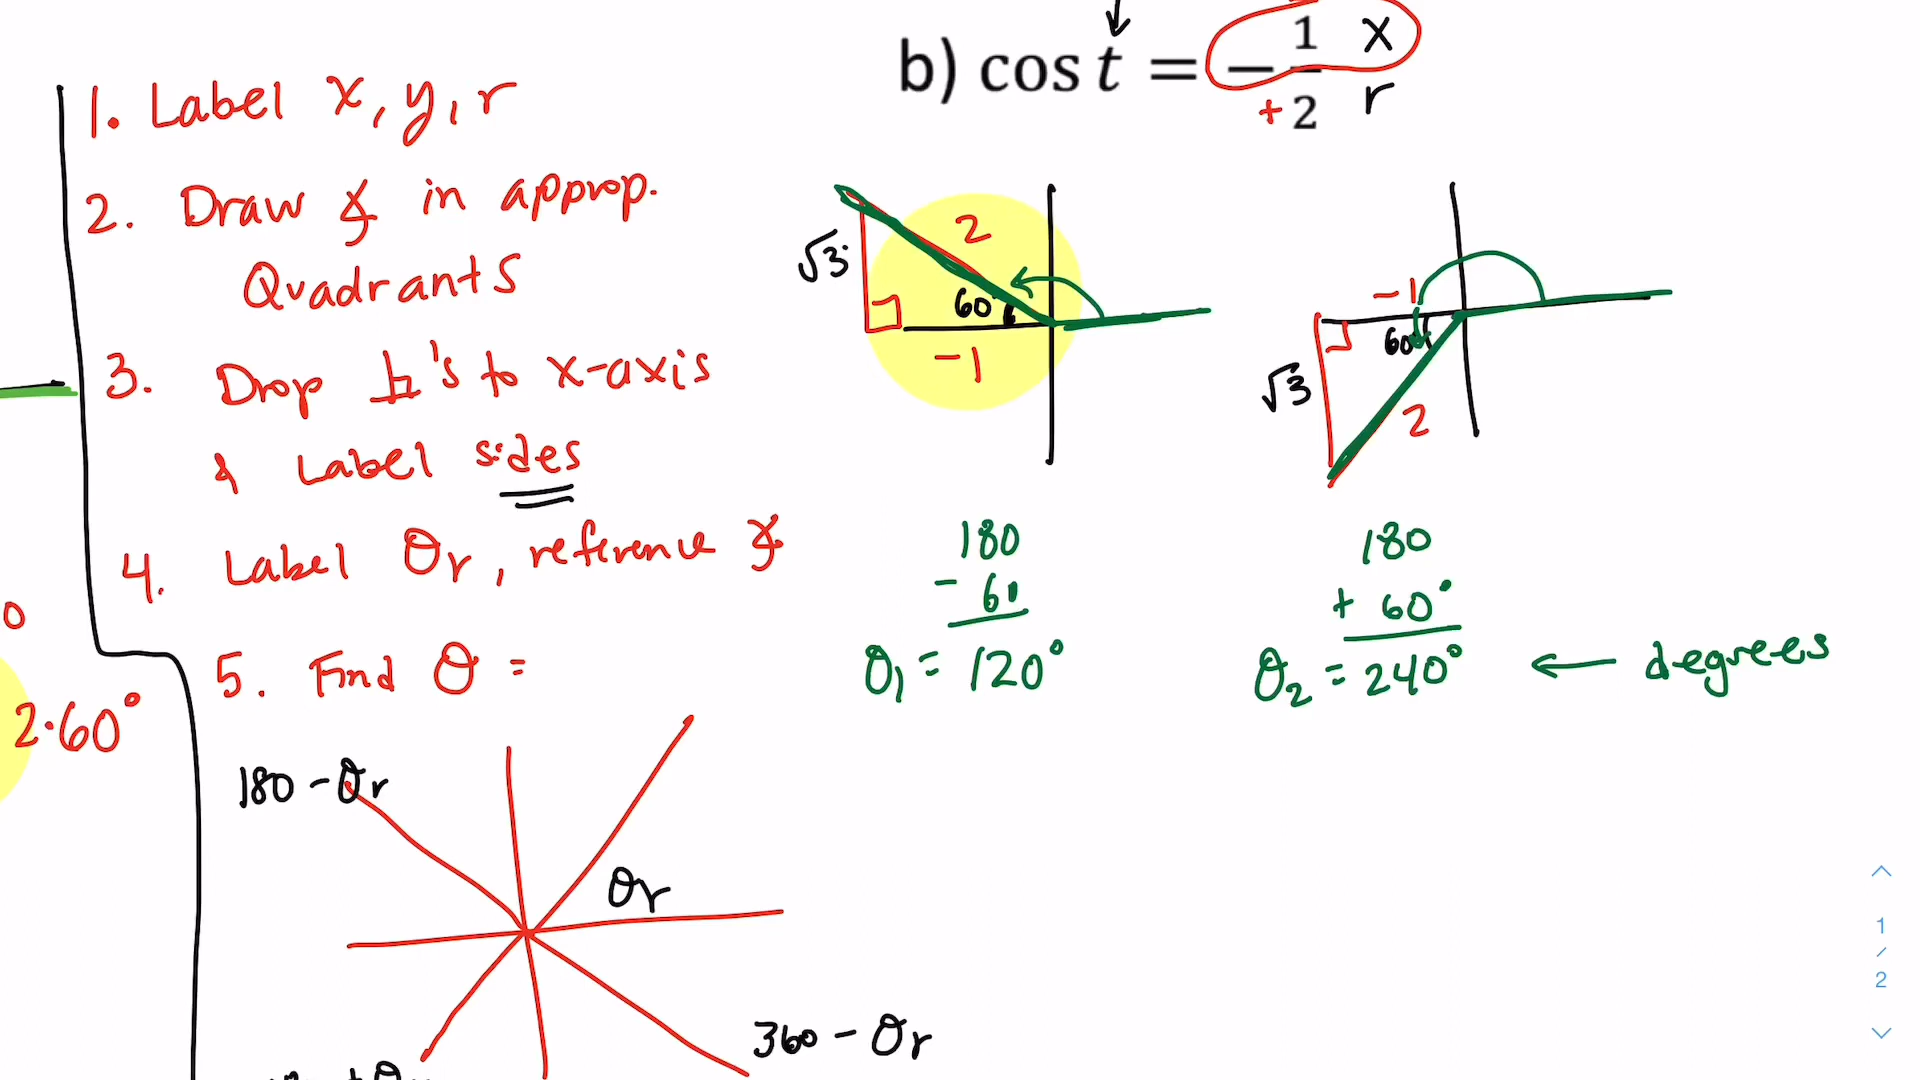 b) cos t = - 1/2 x
+ r
1. Label x, y, r
2. Draw ∡ in approp.
Quadrants
3. Drop 's to x-axis
& Label sides
4. Label θr, reference ∡
5. Find θ =
2
√3
60°
-1
-1
60°
√3
2
180
- 60
θ₁ = 120°
180
+ 60°
θ₂ = 240° ← degrees
0
2·60°
180 - θr
θr
360 - θr
1
/
2